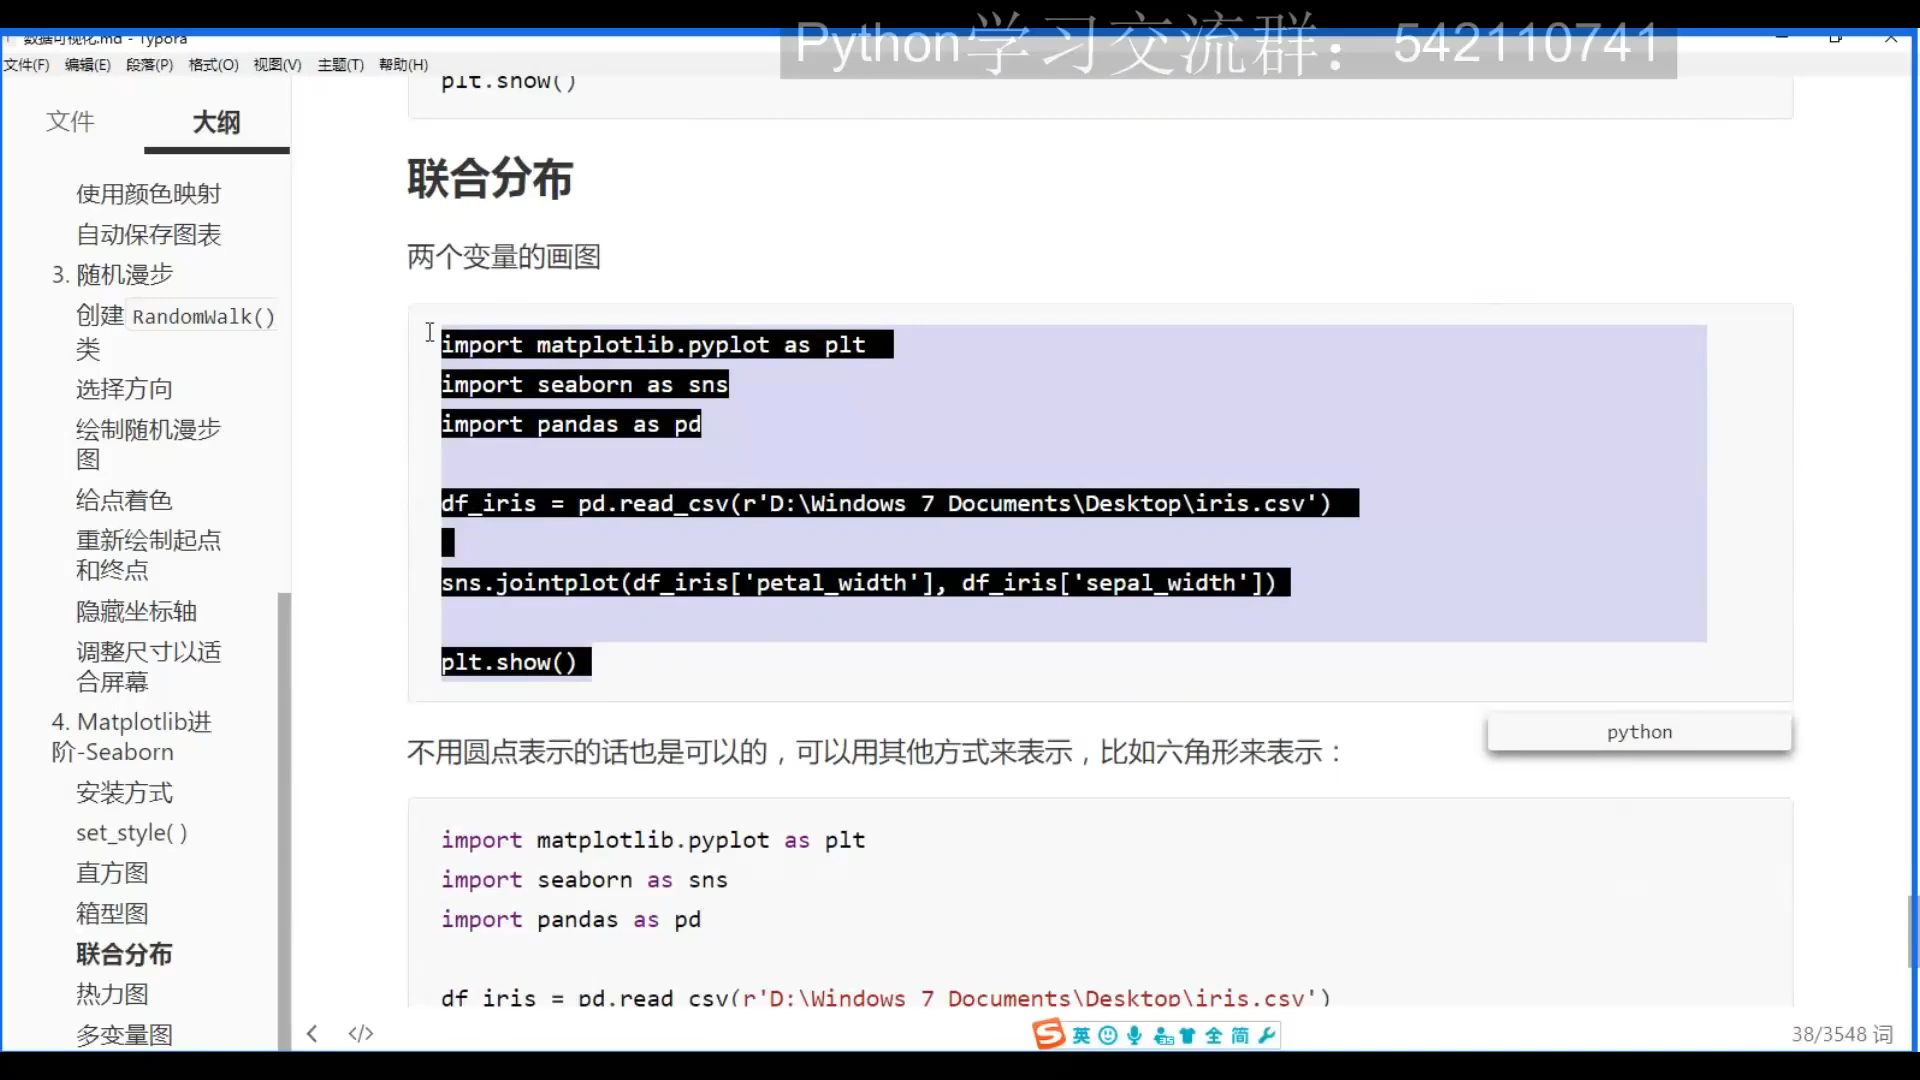 Python学习交流群： 542110741
数据可视化.md - Typora
文件(F) 编辑(E) 段落(P) 格式(O) 视图(V) 主题(T) 帮助(H)
plt.show()
文件 大纲
使用颜色映射
自动保存图表
3. 随机漫步
创建 RandomWalk()
类
选择方向
绘制随机漫步
图
给点着色
重新绘制起点
和终点
隐藏坐标轴
调整尺寸以适
合屏幕
4. Matplotlib进
阶-Seaborn
安装方式
set_style( )
直方图
箱型图
联合分布
热力图
多变量图
联合分布
两个变量的画图
import matplotlib.pyplot as plt
import seaborn as sns
import pandas as pd
df_iris = pd.read_csv(r'D:\Windows 7 Documents\Desktop\iris.csv')
sns.jointplot(df_iris['petal_width'], df_iris['sepal_width'])
plt.show()
python
不用圆点表示的话也是可以的，可以用其他方式来表示，比如六角形来表示：
import matplotlib.pyplot as plt
import seaborn as sns
import pandas as pd
df_iris = pd.read_csv(r'D:\Windows 7 Documents\Desktop\iris.csv')
英 全 简
38/3548 词